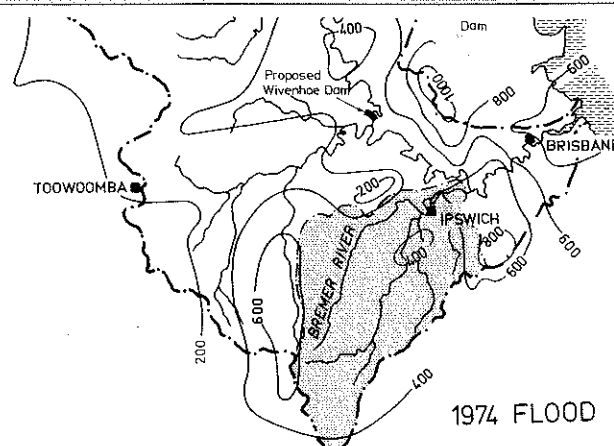 400
Dam
1000
600
800
Proposed
Wivenhoe Dam
BRISBANE
TOOWOOMBA
200
IPSWICH
400
800
600
600
BREMER RIVER
600
200
400
1974 FLOOD